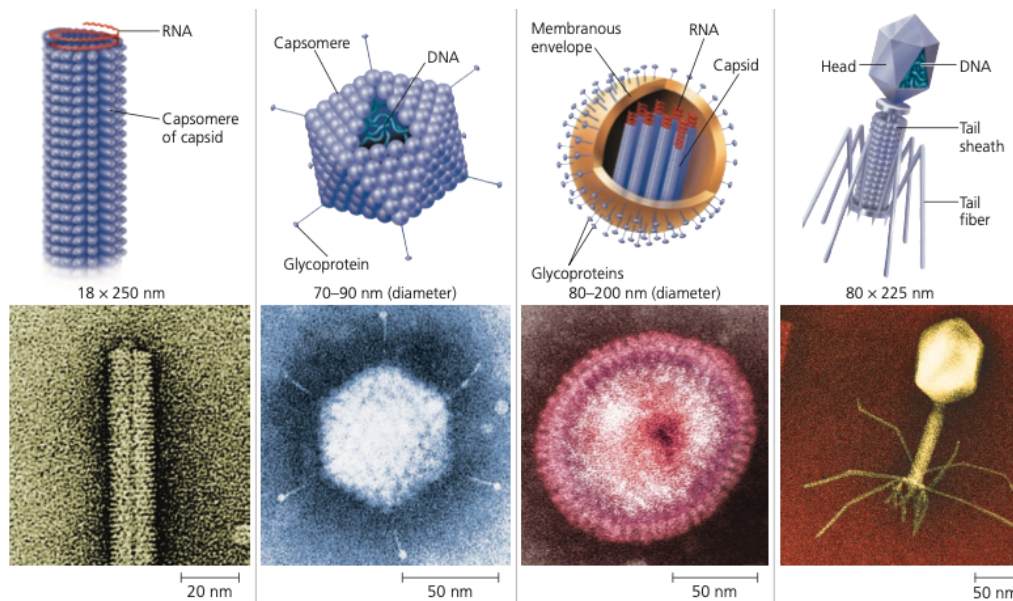 RNA
Capsomere
of capsid
18 × 250 nm
20 nm
Capsomere
DNA
Glycoprotein
70–90 nm (diameter)
50 nm
Membranous
envelope
RNA
Capsid
Glycoproteins
80–200 nm (diameter)
50 nm
Head
DNA
Tail
sheath
Tail
fiber
80 × 225 nm
50 nm